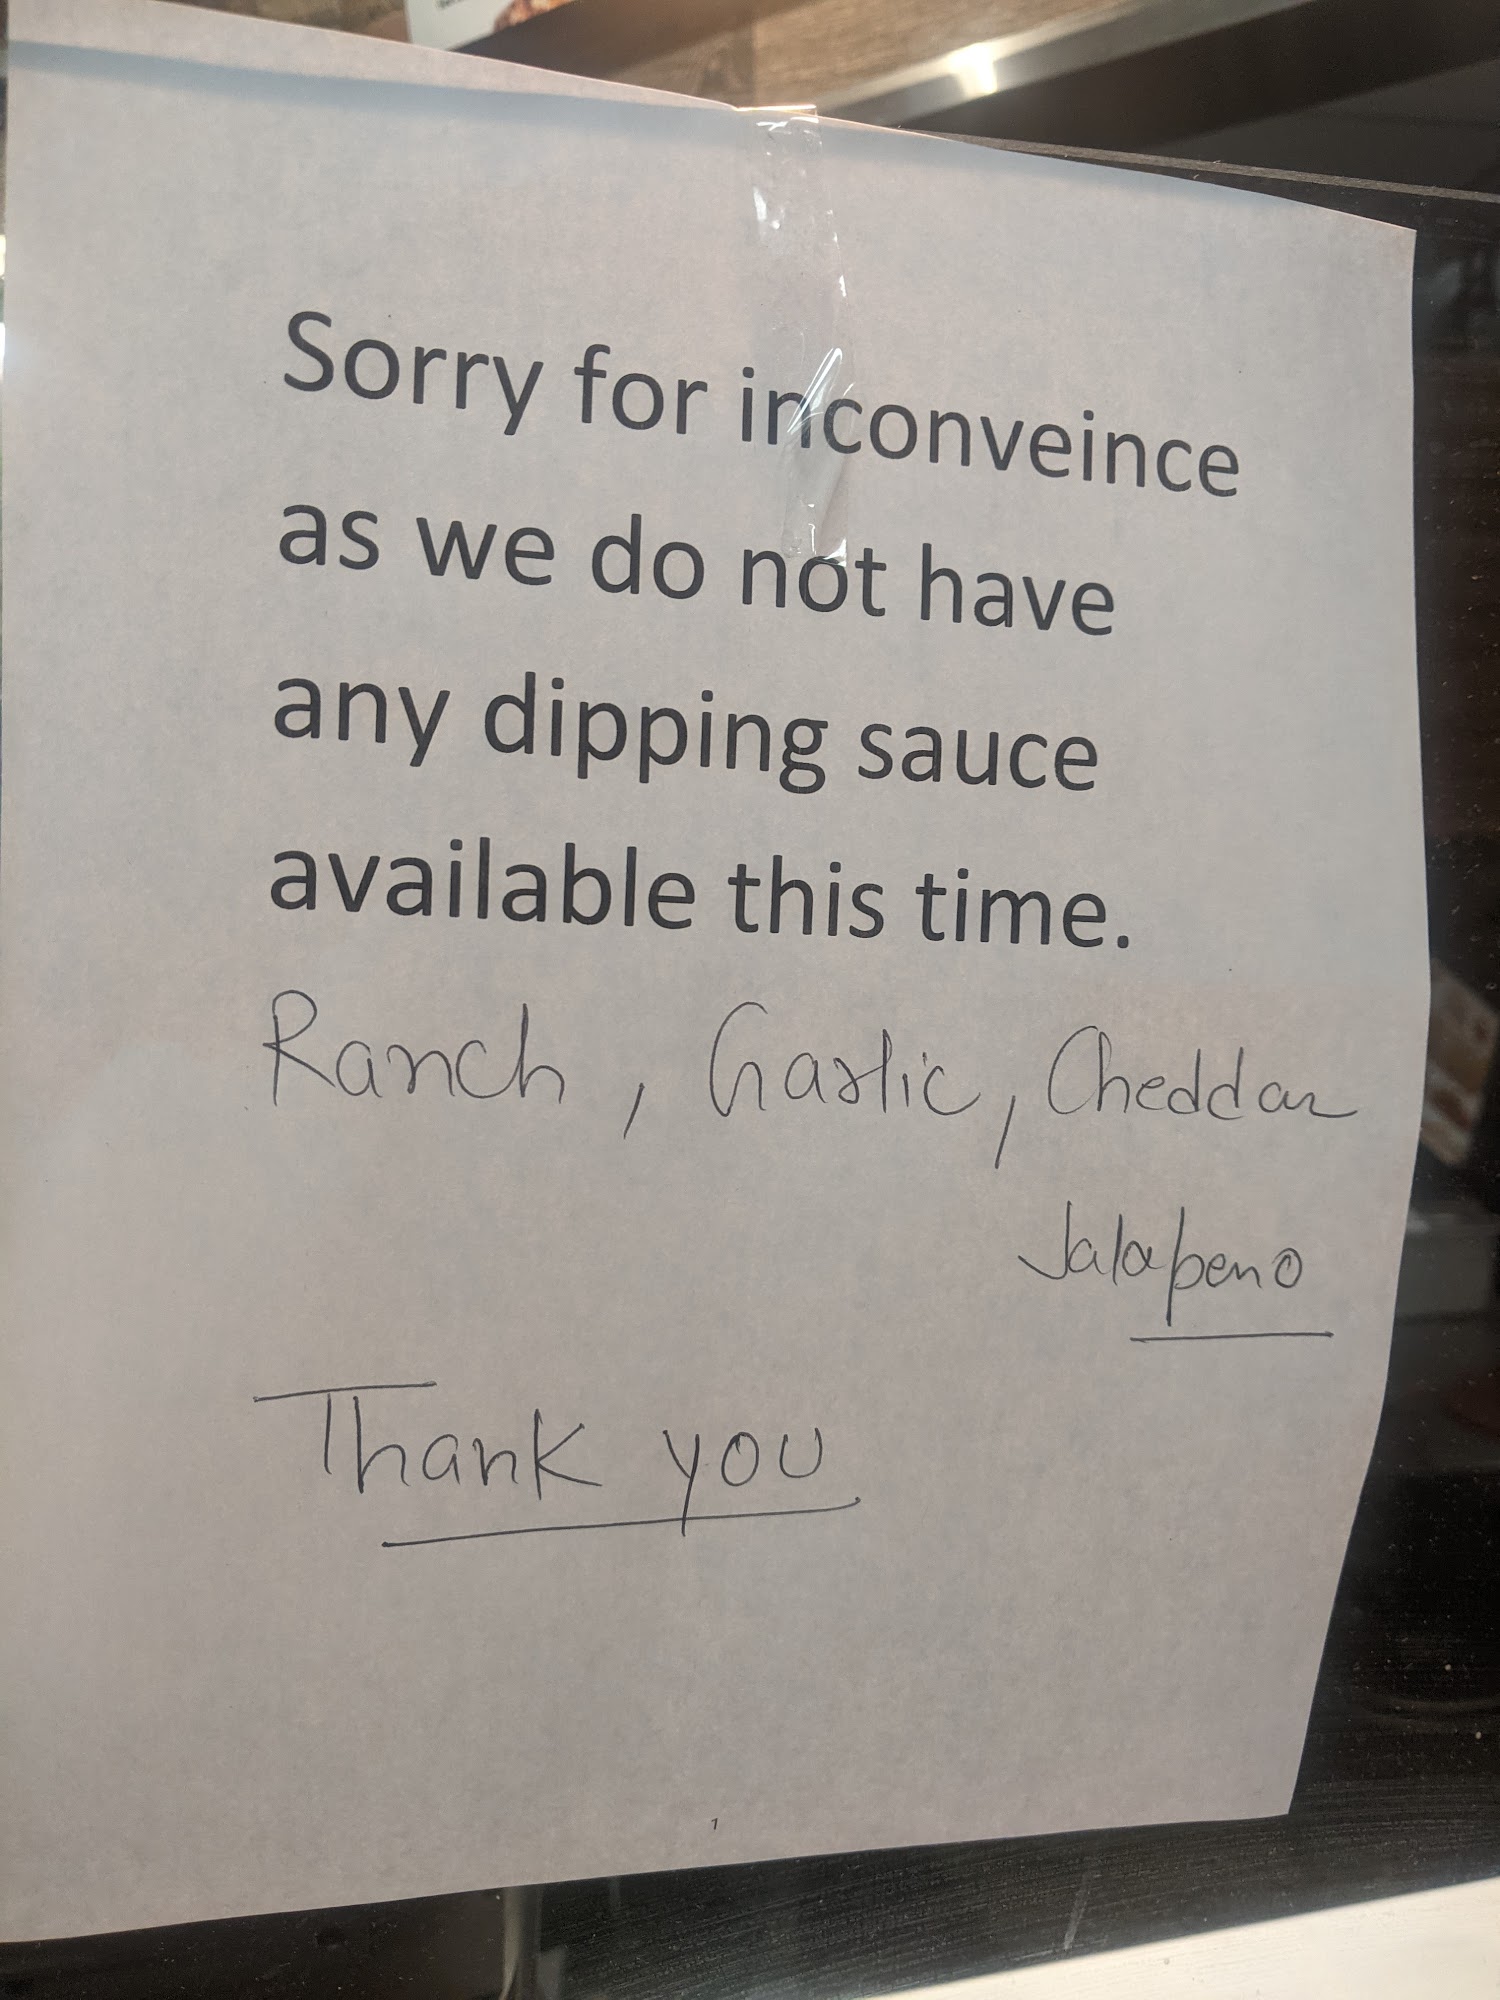 Sorry for inconveince
as we do not have
any dipping sauce
available this time.
Ranch, Garlic, Cheddar
Jalapeno
Thank you
1